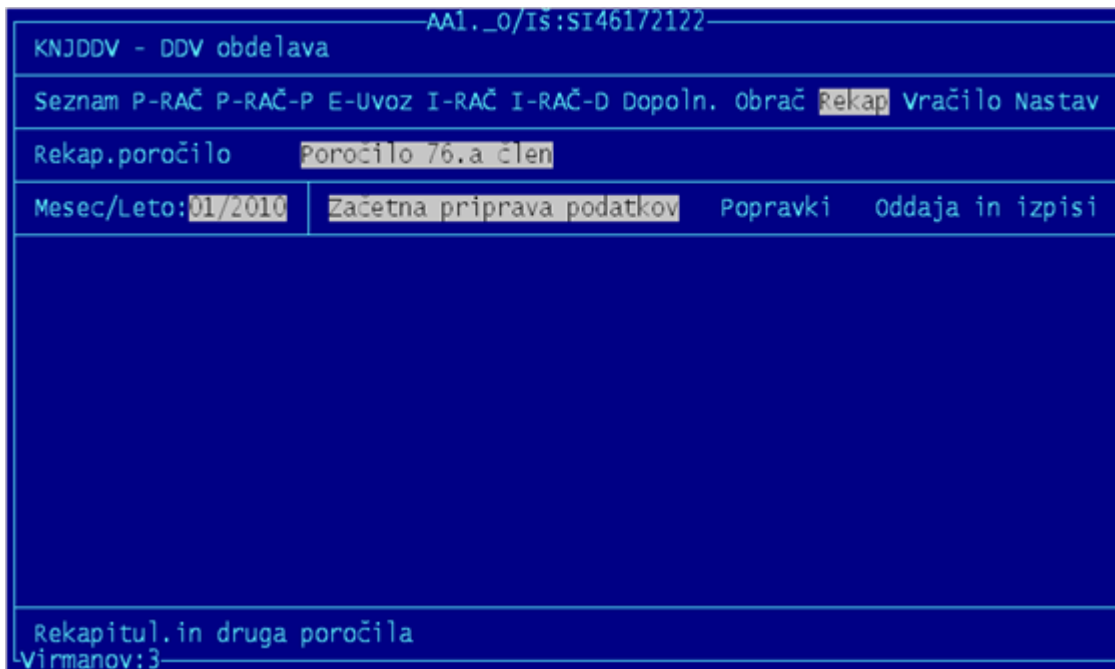 AA1._O/Iš:SI46172122
KNJDDV - DDV obdelava
Seznam P-RAČ P-RAČ-P E-Uvoz I-RAČ I-RAČ-D Dopoln. Obrač Rekap Vračilo Nastav
Rekap.poročilo Poročilo 76.a člen
Mesec/Leto:01/2010 Začetna priprava podatkov Popravki Oddaja in izpisi
Rekapitul.in druga poročila
Virmanov:3